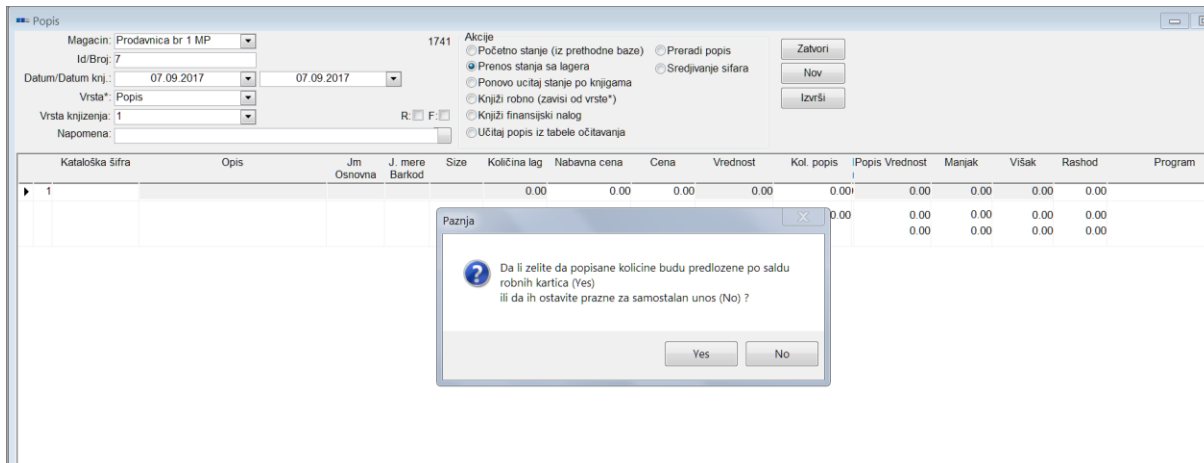 Popis
Magacin: Prodavnica br 1 MP
1741
Id/Broj: 7
Datum/Datum knj.: 07.09.2017 07.09.2017
Vrsta*: Popis
Vrsta knjizenja: 1
R: F:
Napomena:
Akcije
Početno stanje (iz prethodne baze)
Preradi popis
Prenos stanja sa lagera
Sredjivanje sifara
Ponovo ucitaj stanje po knjigama
Knjiži robno (zavisi od vrste*)
Knjiži finansijski nalog
Učitaj popis iz tabele očitavanja
Zatvori
Nov
Izvrši
Kataloška šifra Opis Jm Osnovna J. mere Barkod Size Količina lag Nabavna cena Cena Vrednost Kol. popis Popis Vrednost Manjak Višak Rashod Program
1 0.00 0.00 0.00 0.00 0.00 0.00 0.00 0.00 0.00
0.00 0.00 0.00 0.00 0.00
0.00 0.00 0.00 0.00
Paznja
Da li zelite da popisane kolicine budu predlozene po saldu
robnih kartica (Yes)
ili da ih ostavite prazne za samostalan unos (No) ?
Yes No